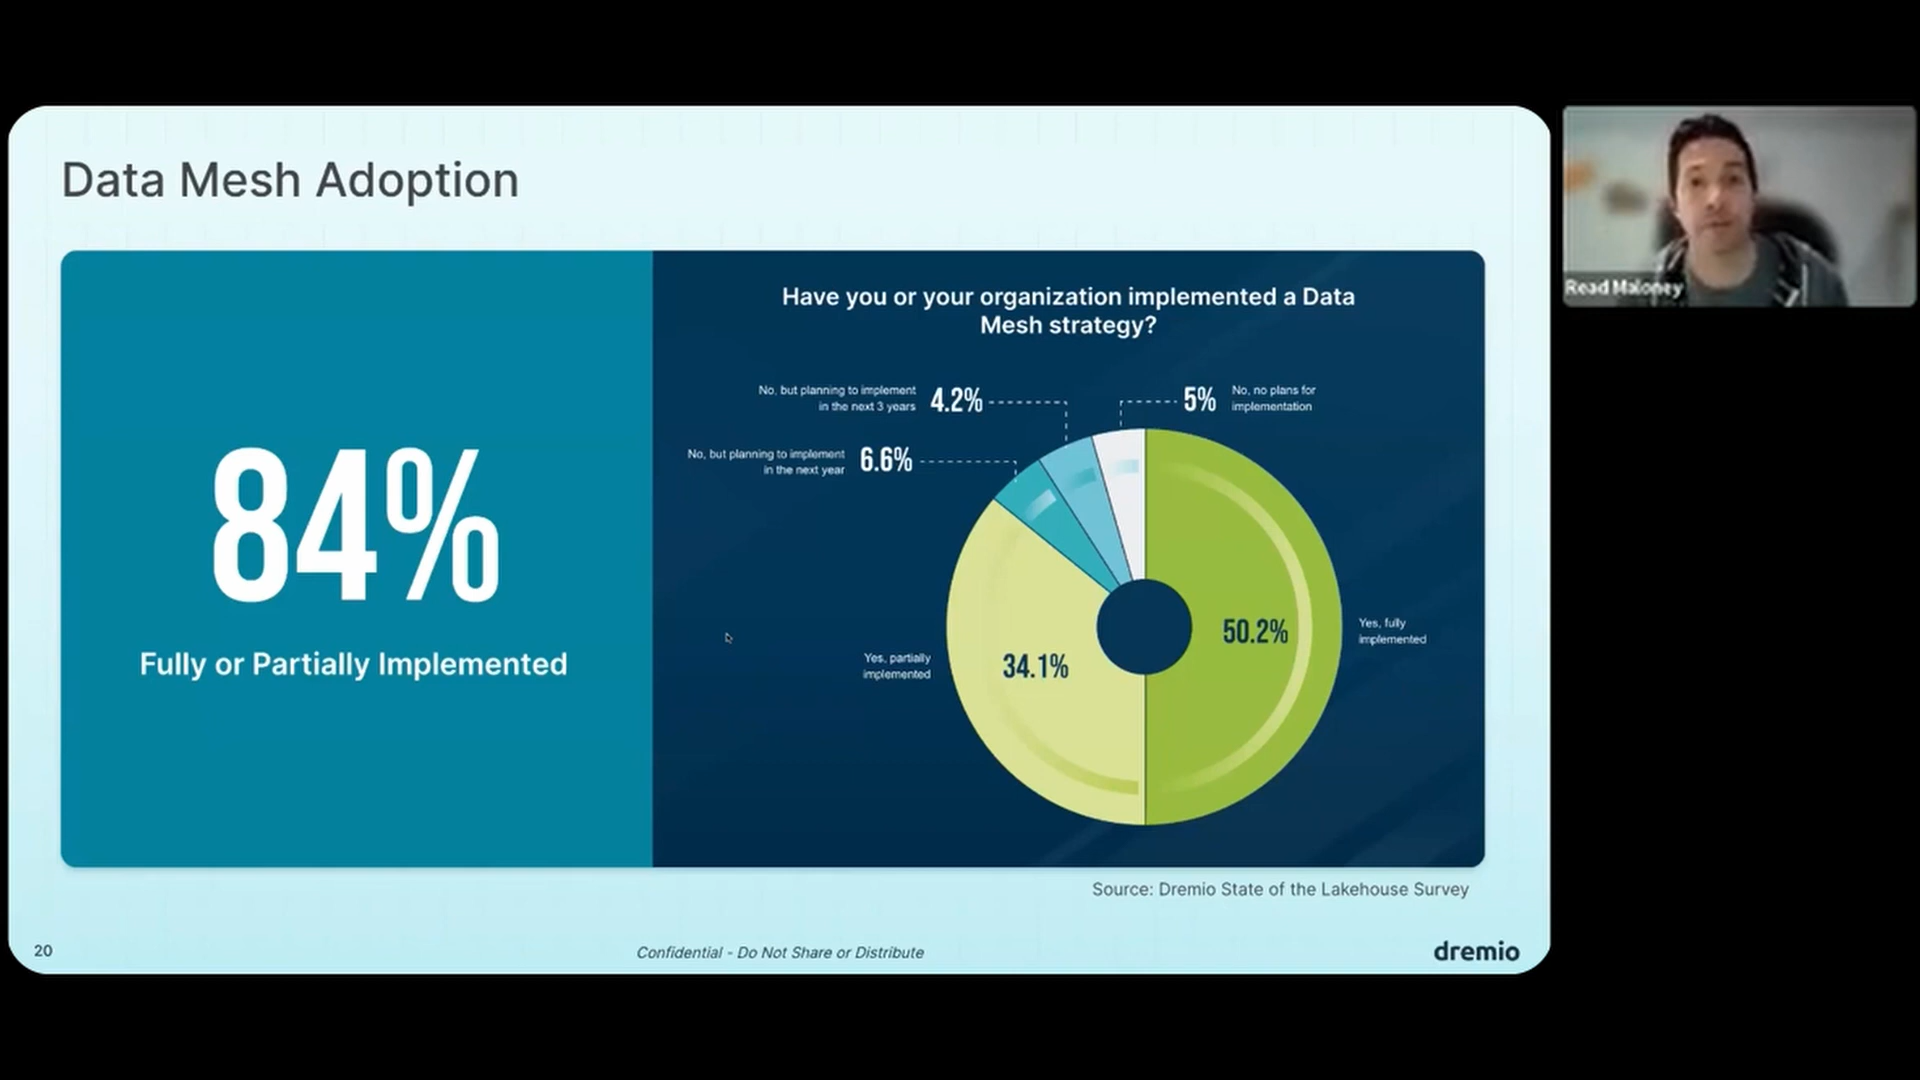 Data Mesh Adoption
84%
Fully or Partially Implemented
Have you or your organization implemented a Data
Mesh strategy?
No, but planning to implement
in the next 3 years
4.2%
5%
No, no plans for
implementation
No, but planning to implement
in the next year
6.6%
50.2%
Yes, fully
implemented
Yes, partially
implemented
34.1%
Source: Dremio State of the Lakehouse Survey
20
Confidential - Do Not Share or Distribute
dremio
Read Maloney